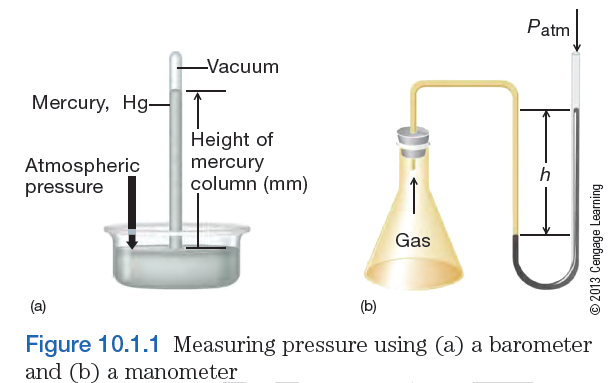 Patm
Vacuum
Mercury, Hg
Height of
mercury
column (mm)
Atmospheric
pressure
h
Gas
(a)
(b)
© 2013 Cengage Learning
Figure 10.1.1 Measuring pressure using (a) a barometer
and (b) a manometer